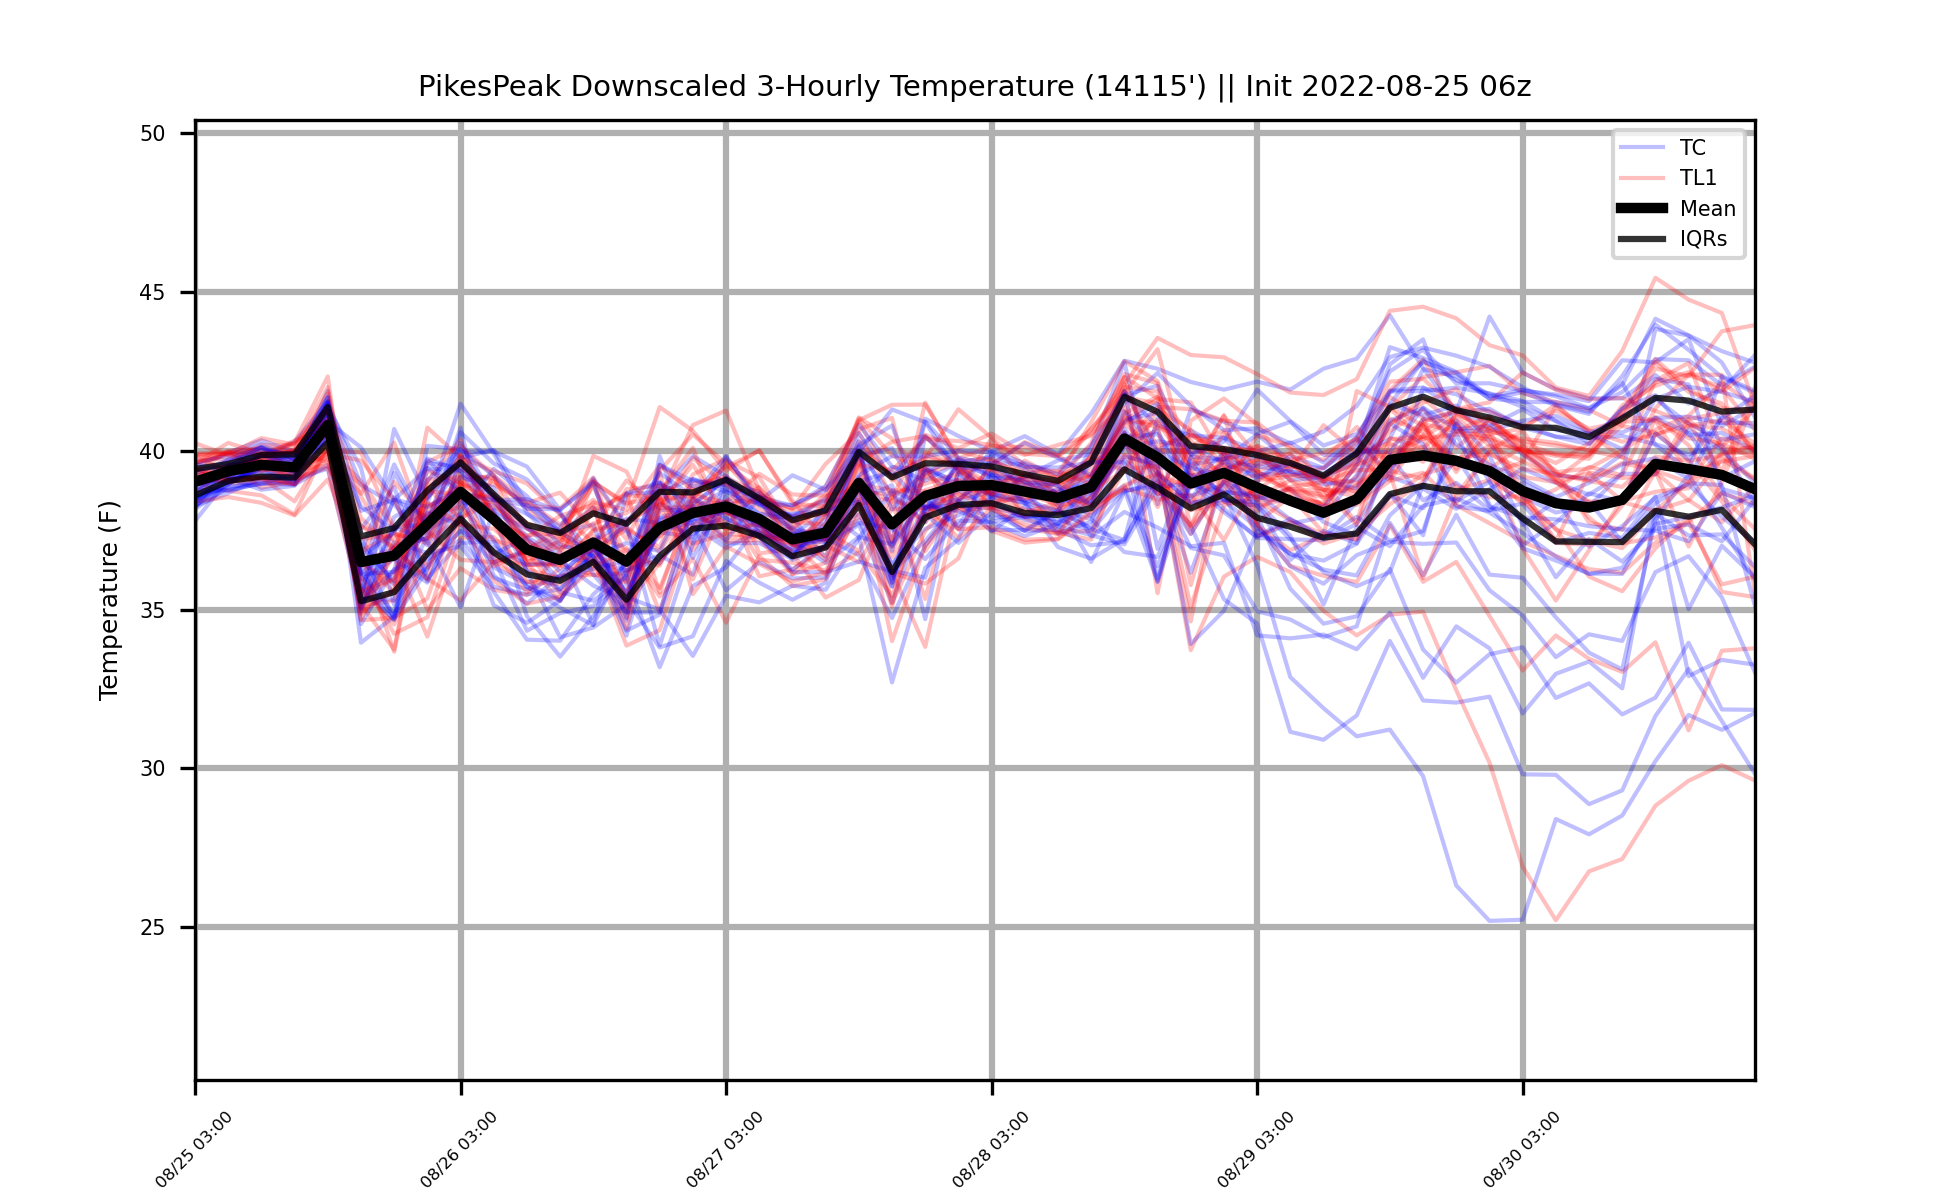 PikesPeak Downscaled 3-Hourly Temperature (14115') || Init 2022-08-25 06z
TC
TL1
Mean
IQRs
Temperature (F)
50
45
40
35
30
25
08/25 03:00
08/26 03:00
08/27 03:00
08/28 03:00
08/29 03:00
08/30 03:00